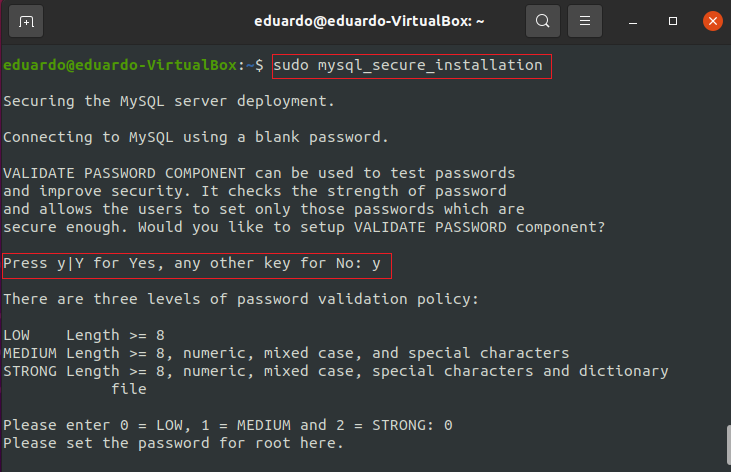 eduardo@eduardo-VirtualBox: ~
eduardo@eduardo-VirtualBox:~$ sudo mysql_secure_installation
Securing the MySQL server deployment.
Connecting to MySQL using a blank password.
VALIDATE PASSWORD COMPONENT can be used to test passwords
and improve security. It checks the strength of password
and allows the users to set only those passwords which are
secure enough. Would you like to setup VALIDATE PASSWORD component?
Press y|Y for Yes, any other key for No: y
There are three levels of password validation policy:
LOW    Length >= 8
MEDIUM Length >= 8, numeric, mixed case, and special characters
STRONG Length >= 8, numeric, mixed case, special characters and dictionary
            file
Please enter 0 = LOW, 1 = MEDIUM and 2 = STRONG: 0
Please set the password for root here.